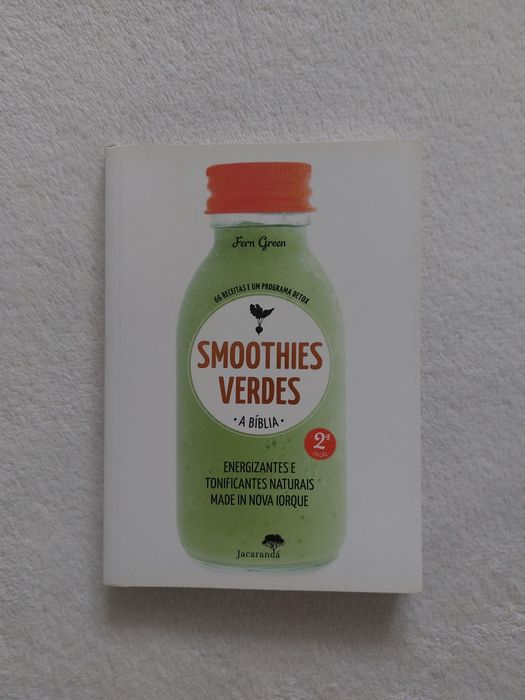 Fern Green
66 RECEITAS E UM PROGRAMA DETOX
SMOOTHIES
VERDES
• A BÍBLIA •
2ª
edição
ENERGIZANTES E
TONIFICANTES NATURAIS
MADE IN NOVA IORQUE
Jacarandá